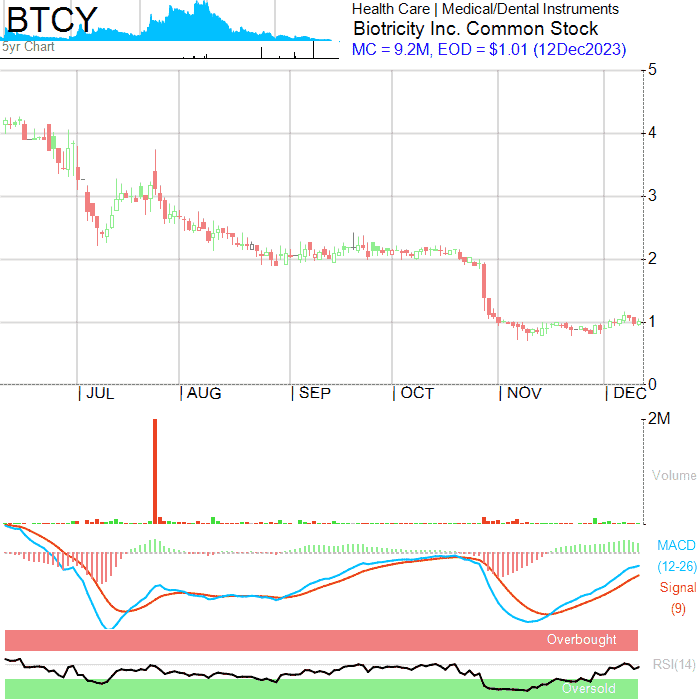 BTCY
5yr Chart
Health Care | Medical/Dental Instruments
Biotricity Inc. Common Stock
MC = 9.2M, EOD = $1.01 (12Dec2023)
5
4
3
2
1
0
| JUL | AUG | SEP | OCT | NOV | DEC
2M
Volume
MACD
(12-26)
Signal
(9)
Overbought
RSI(14)
Oversold